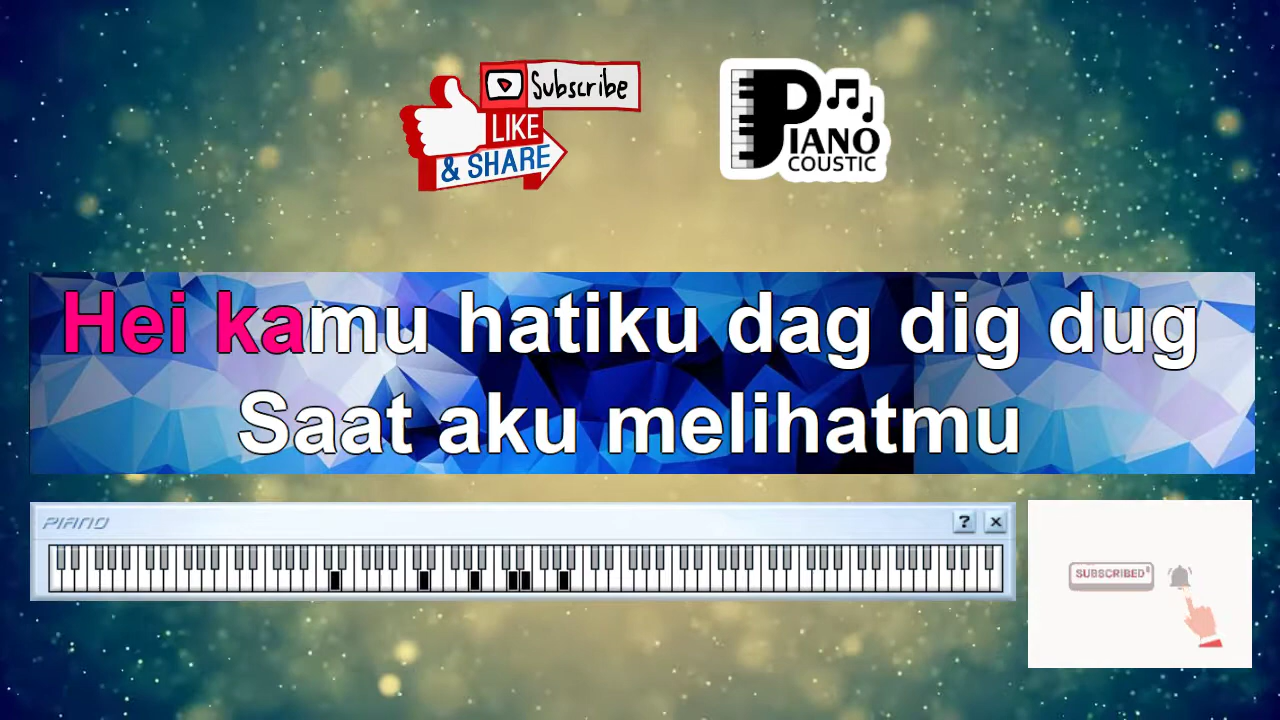 Subscribe
LIKE
& SHARE
PIANO
COUSTIC
Hei kamu hatiku dag dig dug
Saat aku melihatmu
PIANO
? ×
SUBSCRIBED